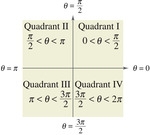 θ = π/2
Quadrant II
π/2 < θ < π
Quadrant I
0 < θ < π/2
θ = π
θ = 0
Quadrant III
π < θ < 3π/2
Quadrant IV
3π/2 < θ < 2π
θ = 3π/2